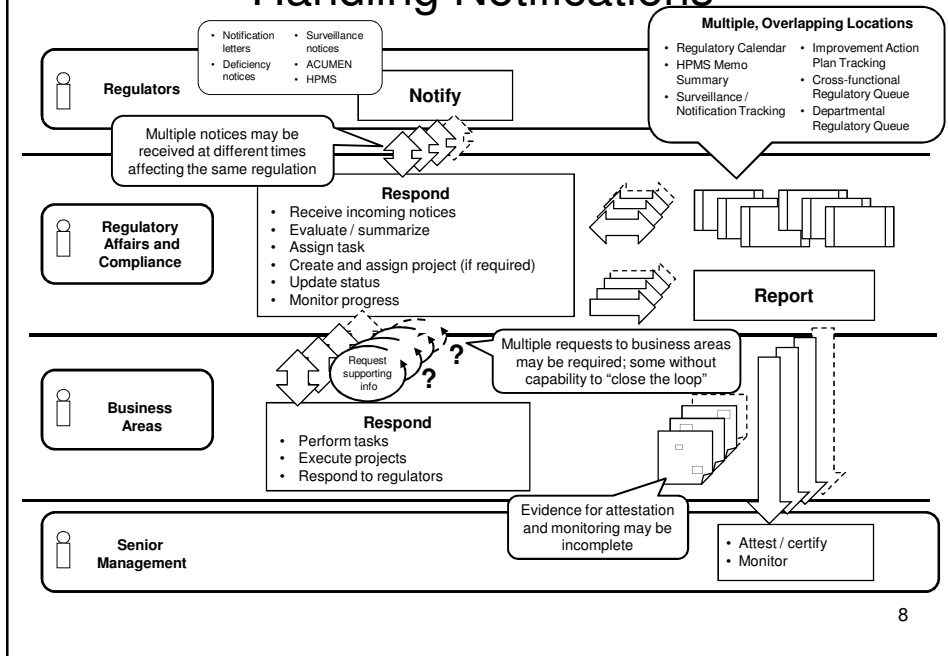 Handling Notifications
• Notification
letters
• Deficiency
notices
• Surveillance
notices
• ACUMEN
• HPMS
Multiple, Overlapping Locations
• Regulatory Calendar
• HPMS Memo
Summary
• Surveillance /
Notification Tracking
• Improvement Action
Plan Tracking
• Cross-functional
Regulatory Queue
• Departmental
Regulatory Queue
Regulators
Notify
Multiple notices may be
received at different times
affecting the same regulation
Regulatory
Affairs and
Compliance
Respond
• Receive incoming notices
• Evaluate / summarize
• Assign task
• Create and assign project (if required)
• Update status
• Monitor progress
Report
Request
supporting
info
?
?
Multiple requests to business areas
may be required; some without
capability to “close the loop”
Business
Areas
Respond
• Perform tasks
• Execute projects
• Respond to regulators
Evidence for attestation
and monitoring may be
incomplete
Senior
Management
• Attest / certify
• Monitor
8